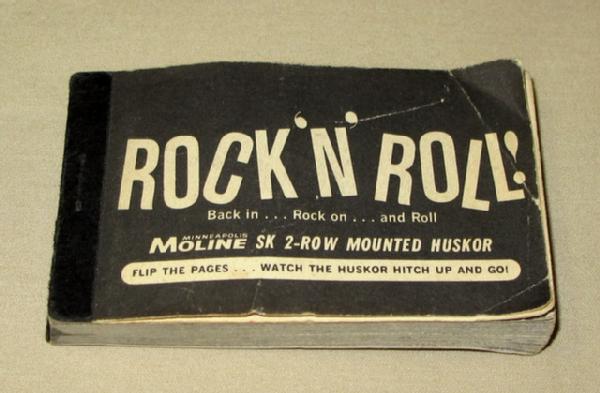 ROCK 'N' ROLL!
Back in . . . Rock on . . . and Roll
MINNEAPOLIS
MOLINE SK 2-ROW MOUNTED HUSKOR
FLIP THE PAGES . . . WATCH THE HUSKOR HITCH UP AND GO!